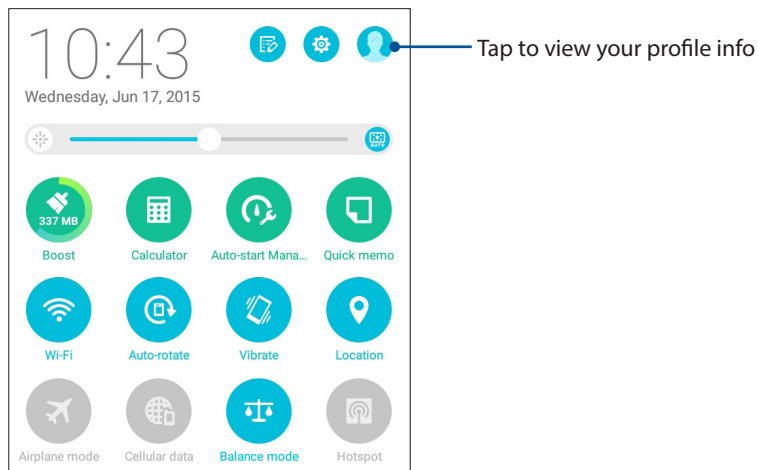 10:43
Wednesday, Jun 17, 2015
Tap to view your profile info
AUTO
337 MB
Boost
Calculator
Auto-start Mana...
Quick memo
Wi-Fi
Auto-rotate
Vibrate
Location
Airplane mode
Cellular data
Balance mode
Hotspot